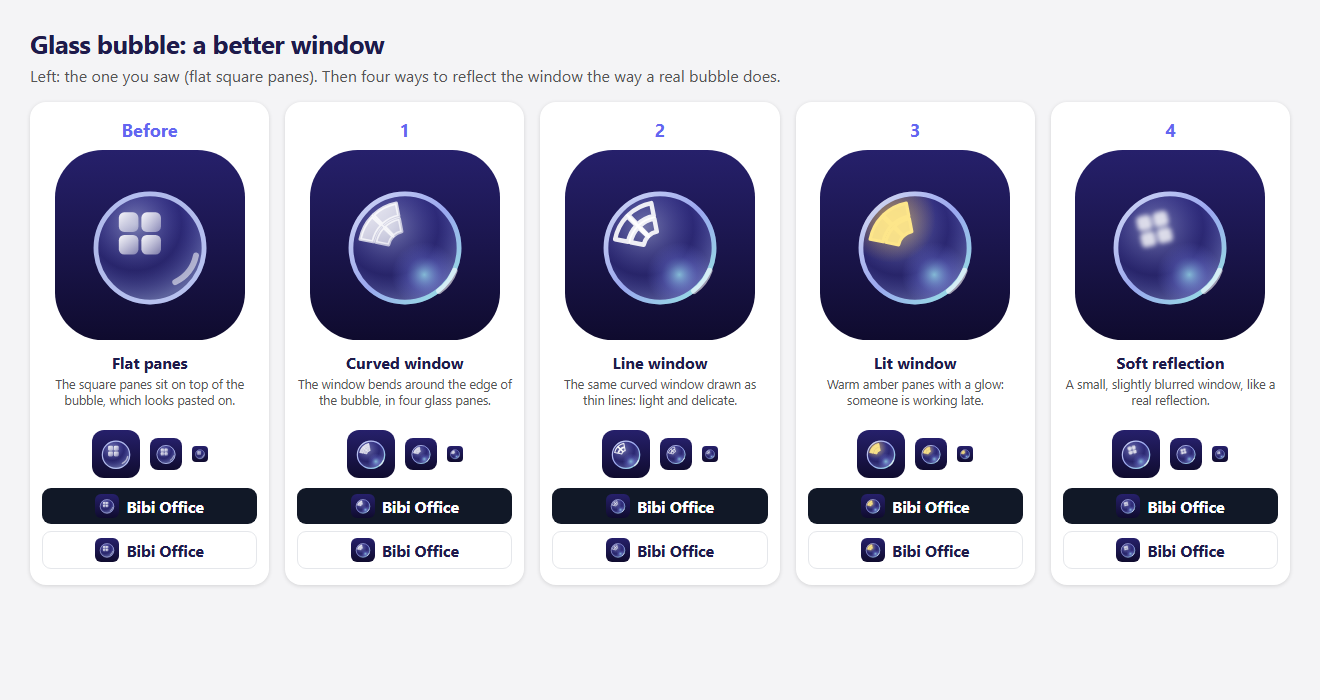 Glass bubble: a better window
Left: the one you saw (flat square panes). Then four ways to reflect the window the way a real bubble does.
Before
Flat panes
The square panes sit on top of the
bubble, which looks pasted on.
Bibi Office
Bibi Office
1
Curved window
The window bends around the edge of
the bubble, in four glass panes.
Bibi Office
Bibi Office
2
Line window
The same curved window drawn as
thin lines: light and delicate.
Bibi Office
Bibi Office
3
Lit window
Warm amber panes with a glow:
someone is working late.
Bibi Office
Bibi Office
4
Soft reflection
A small, slightly blurred window, like a
real reflection.
Bibi Office
Bibi Office